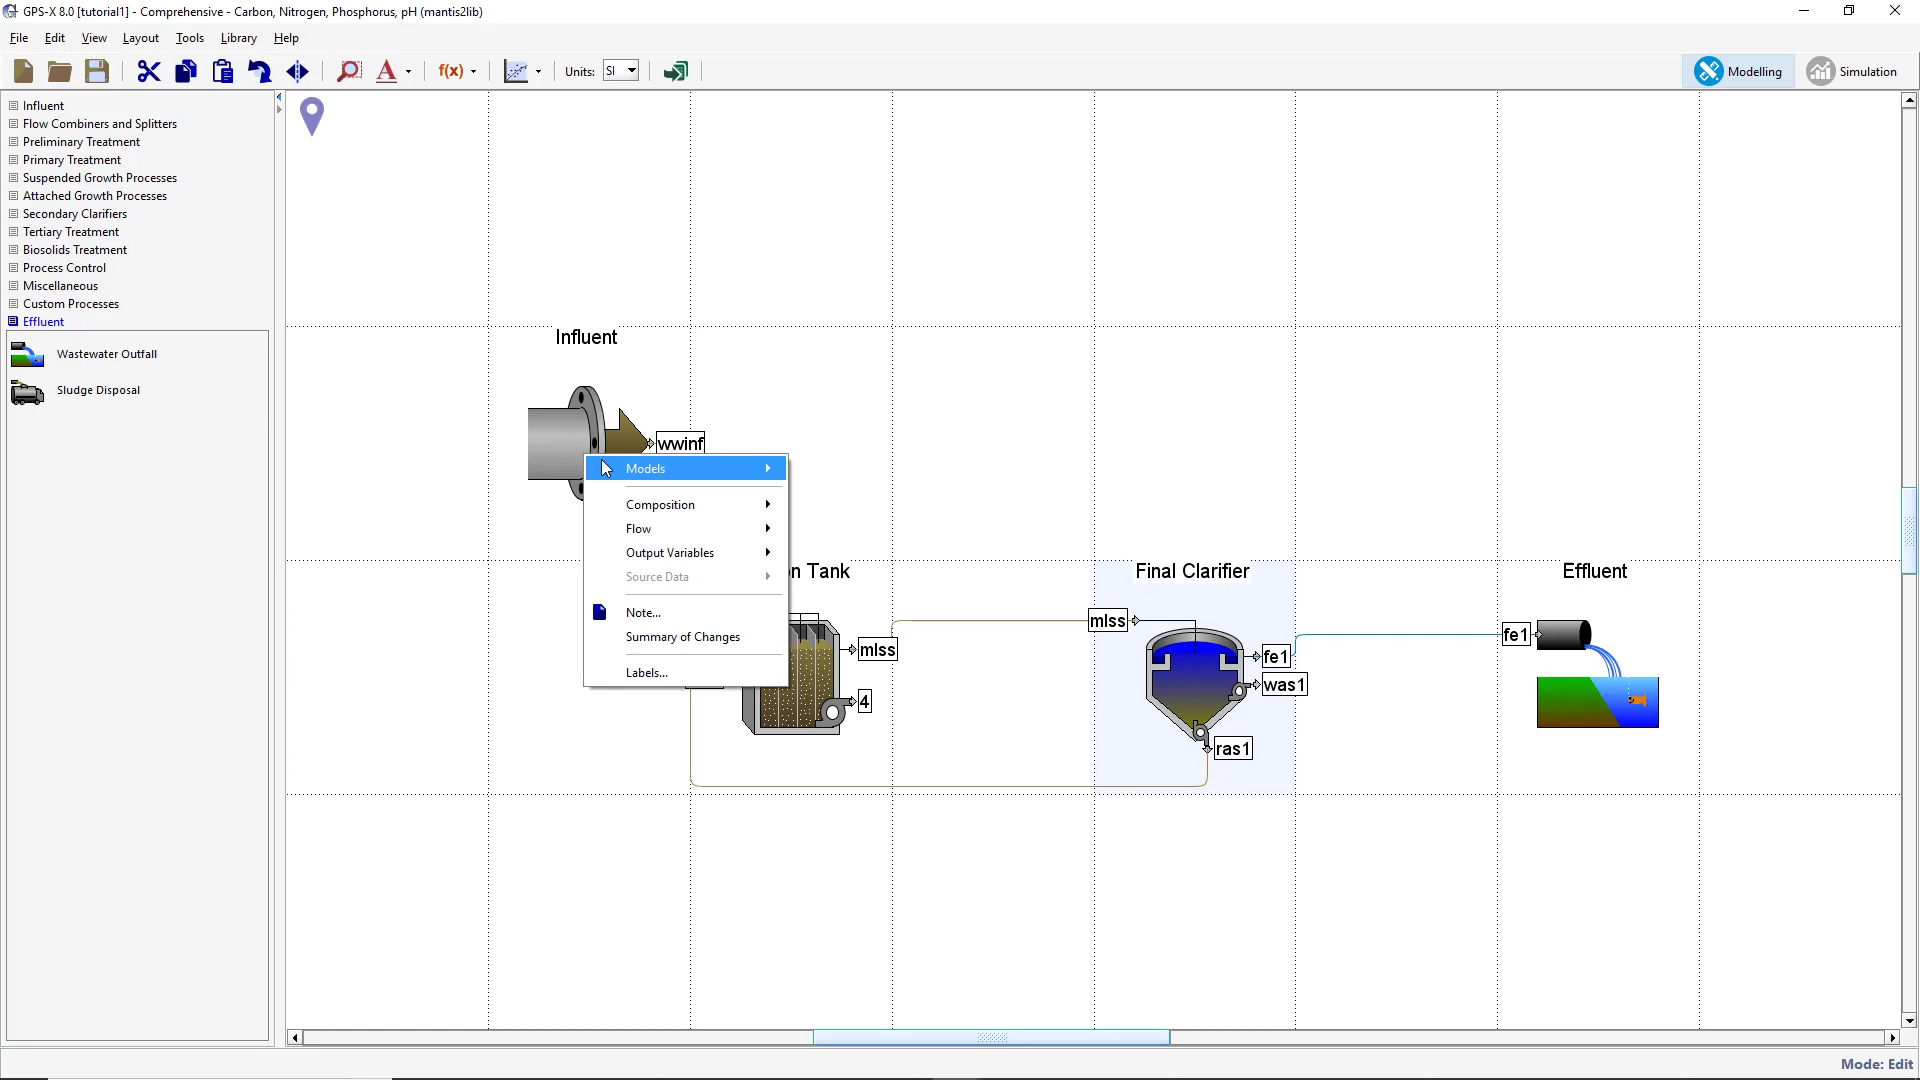 GPS-X 8.0 [tutorial1] - Comprehensive - Carbon, Nitrogen, Phosphorus, pH (mantis2lib)
File Edit View Layout Tools Library Help
A f(x) Units: SI Modelling Simulation
Influent
Flow Combiners and Splitters
Preliminary Treatment
Primary Treatment
Suspended Growth Processes
Attached Growth Processes
Secondary Clarifiers
Tertiary Treatment
Biosolids Treatment
Process Control
Miscellaneous
Custom Processes
Effluent
Wastewater Outfall
Sludge Disposal
Influent
wwinf
Models
Composition
Flow
Output Variables
Source Data
Note...
Summary of Changes
Labels...
n Tank
mlss
4
Final Clarifier
mlss
fe1
was1
ras1
Effluent
fe1
Mode: Edit